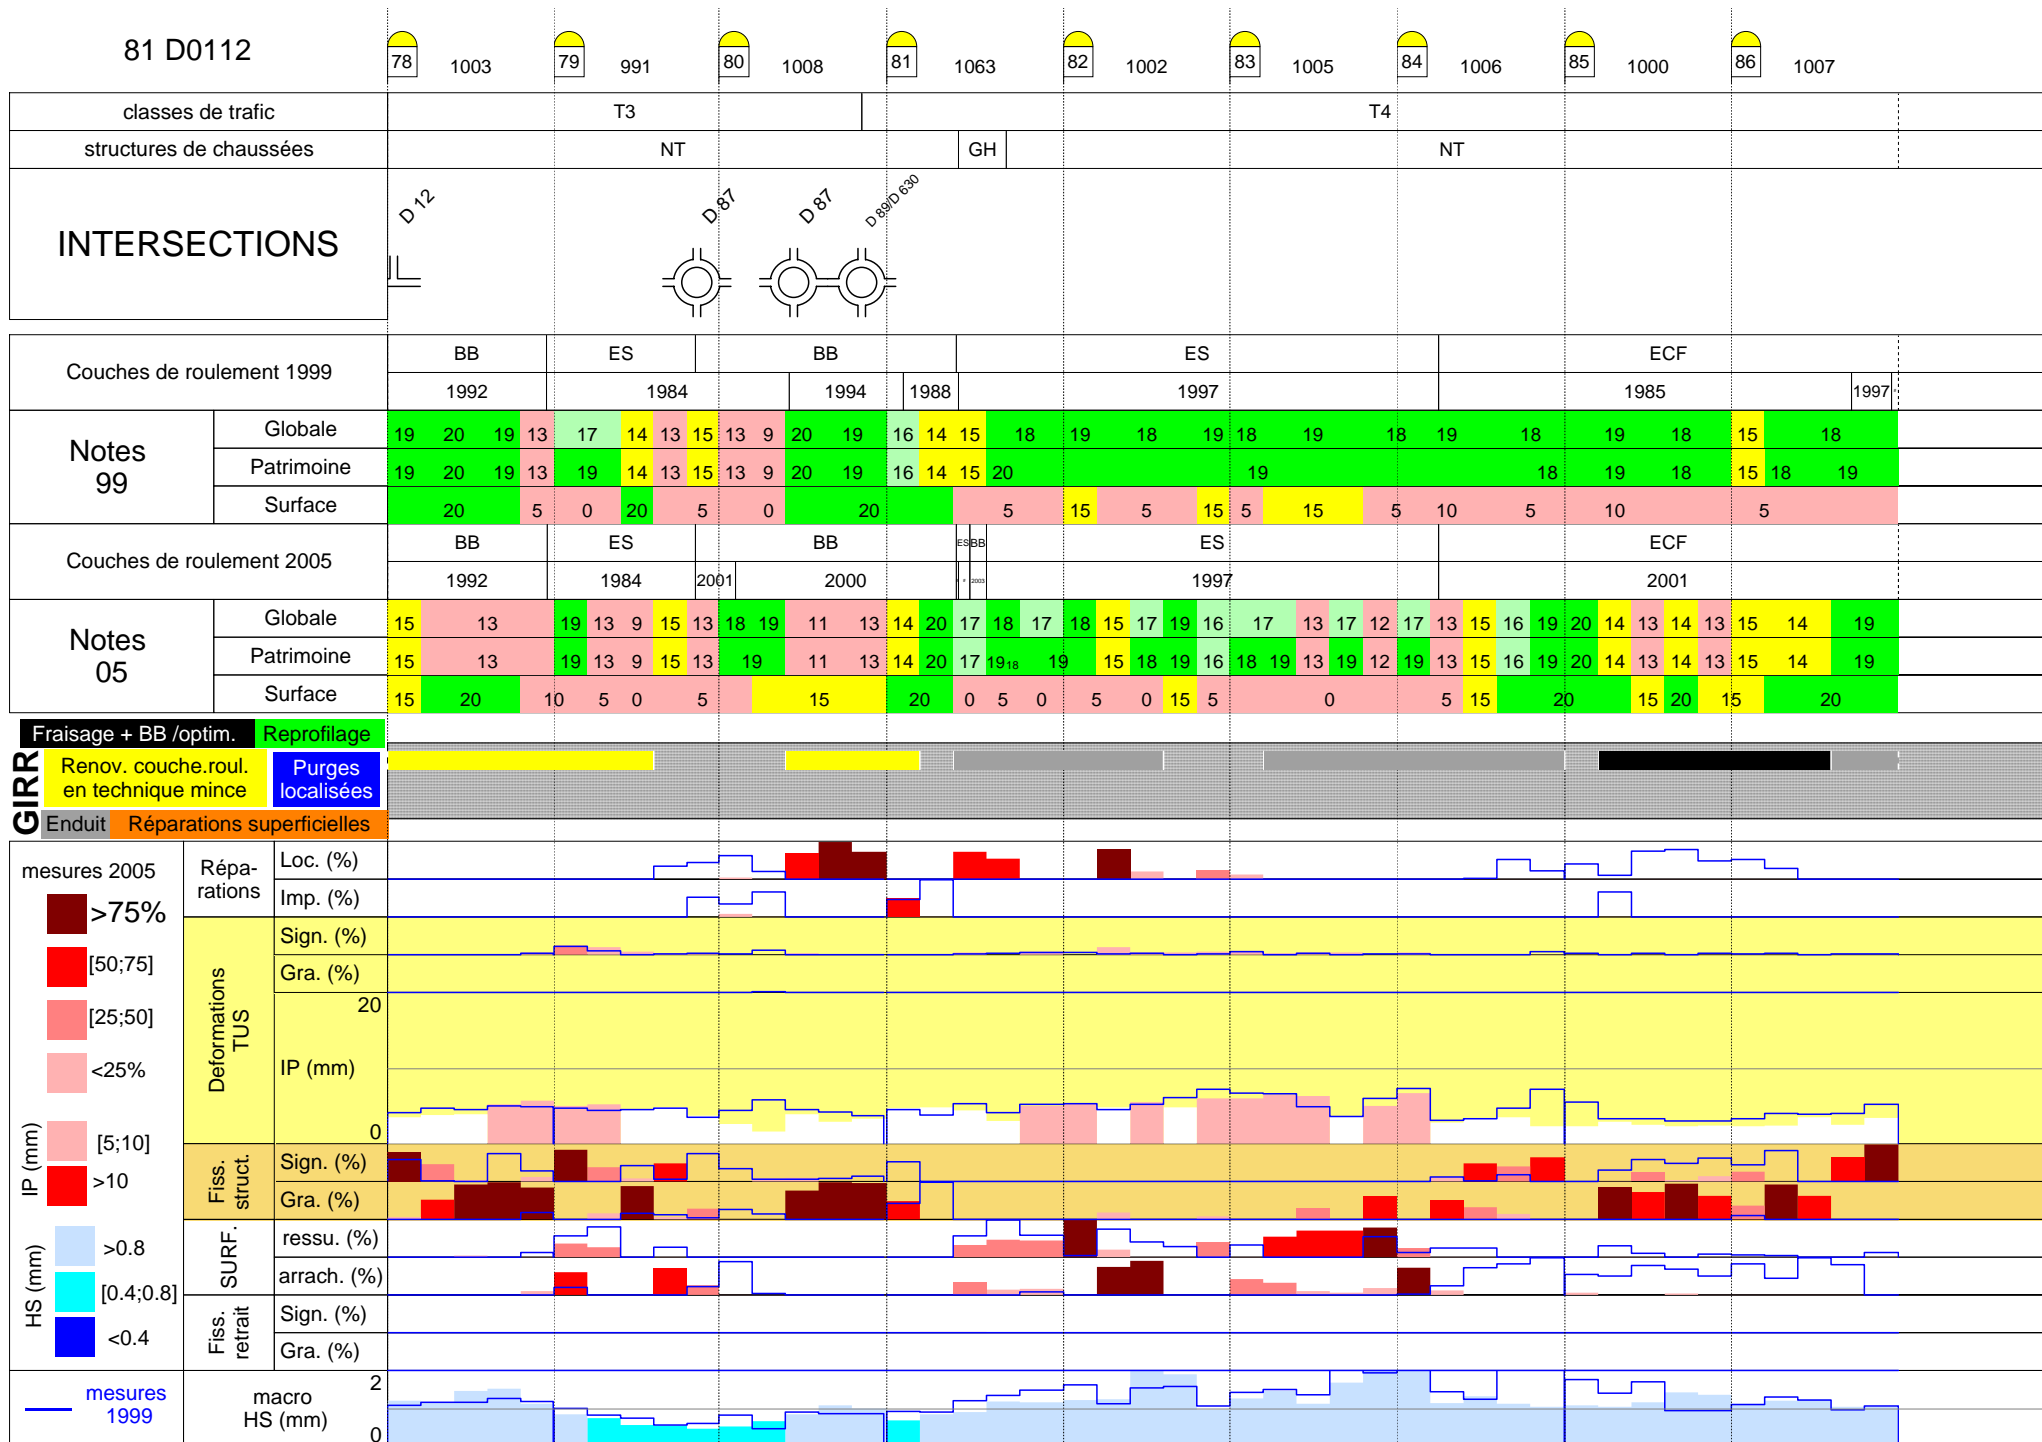 81 D0112
78 1003 79 991 80 1008 81 1063 82 1002 83 1005 84 1006 85 1000 86 1007
classes de trafic T3 T4
structures de chaussées NT GH NT
INTERSECTIONS
D 12 D 87 D 87 D 89/D 630
Couches de roulement 1999
BB ES BB ES ECF
1992 1984 1994 1988 1997 1985 1997
Notes 99
Globale 19 20 19 13 17 14 13 15 13 9 20 19 16 14 15 18 19 18 19 18 19 18 19 18 19 18 15 18
Patrimoine 19 20 19 13 19 14 13 15 13 9 20 19 16 14 15 20 19 18 19 18 15 18 19
Surface 20 5 0 20 5 0 20 5 15 5 15 5 15 5 10 5 10 5
Couches de roulement 2005
BB ES BB ES BB ES ECF
1992 1984 2001 2000 2003 1997 2001
Notes 05
Globale 15 13 19 13 9 15 13 18 19 11 13 14 20 17 18 17 18 15 17 19 16 17 13 17 12 17 13 15 16 19 20 14 13 14 13 15 14 19
Patrimoine 15 13 19 13 9 15 13 19 11 13 14 20 17 19 18 19 15 18 19 16 18 19 13 19 12 19 13 15 16 19 20 14 13 14 13 15 14 19
Surface 15 20 10 5 0 5 15 20 0 5 0 5 0 15 5 0 5 15 20 15 20 15 20
GIRR
Fraisage + BB /optim. Reprofilage
Renov. couche.roul.
en technique mince
Purges
localisées
Enduit Réparations superficielles
mesures 2005
>75%
[50;75]
[25;50]
<25%
IP (mm)
[5;10]
>10
HS (mm)
>0.8
[0.4;0.8]
<0.4
mesures
1999
Répa-
rations
Loc. (%)
Imp. (%)
Deformations
TUS
Sign. (%)
Gra. (%)
20
IP (mm)
0
Fiss.
struct.
Sign. (%)
Gra. (%)
SURF.
ressu. (%)
arrach. (%)
Fiss.
retrait
Sign. (%)
Gra. (%)
macro
HS (mm)
2
0